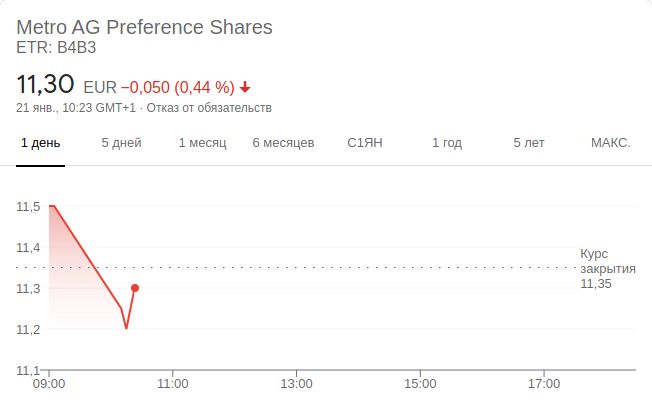 Metro AG Preference Shares
ETR: B4B3
11,30 EUR −0,050 (0,44 %)
21 янв., 10:23 GMT+1 · Отказ от обязательств
1 день 5 дней 1 месяц 6 месяцев С1ЯН 1 год 5 лет МАКС.
11,5
11,4
Курс
закрытия
11,35
11,3
11,2
11,1
09:00 11:00 13:00 15:00 17:00